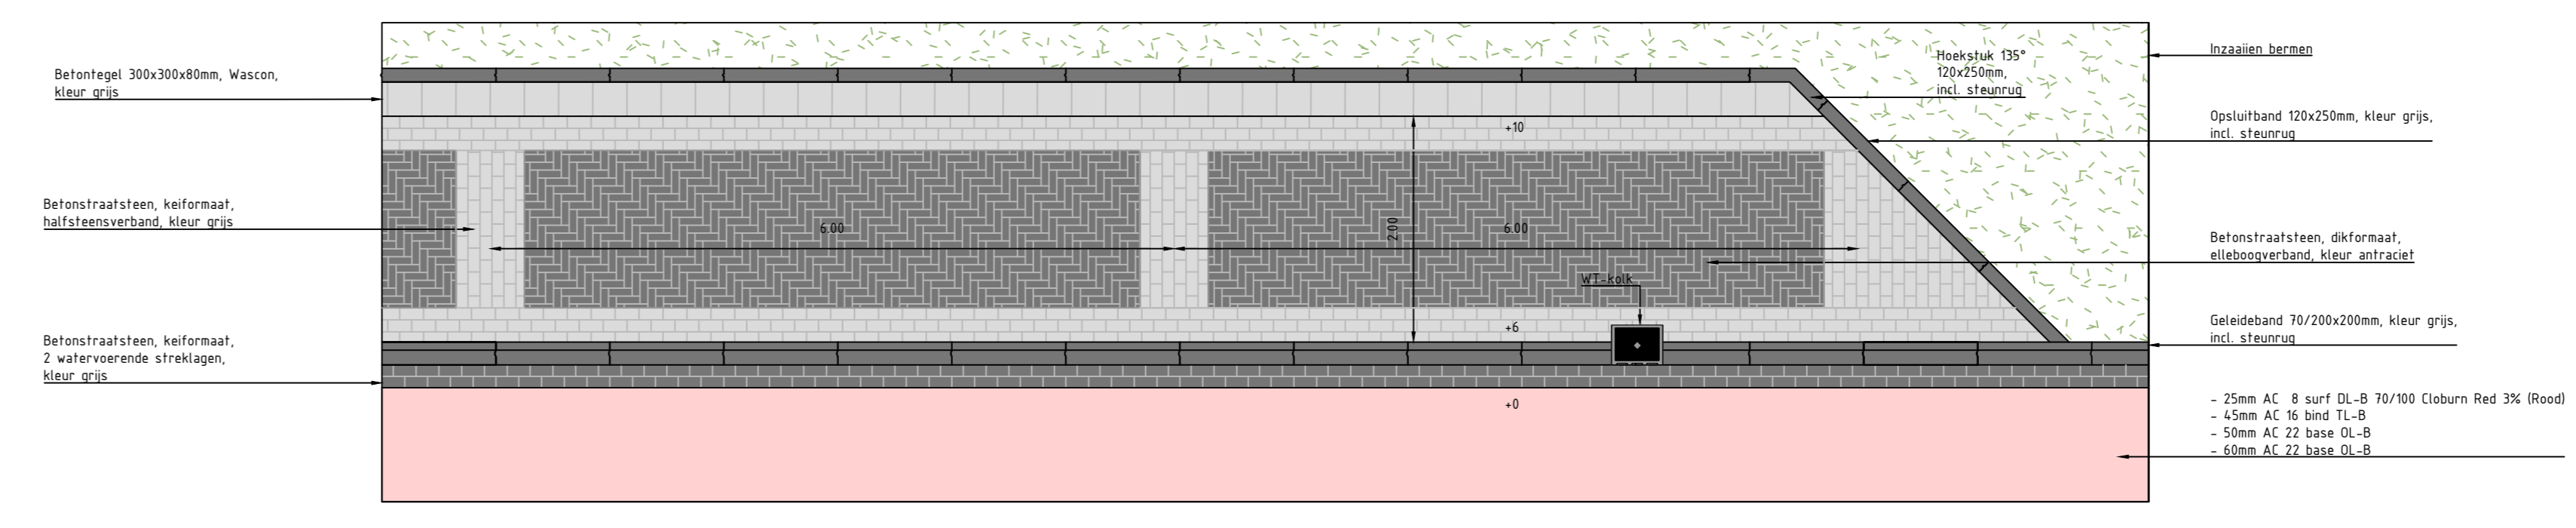 Betontegel 300x300x80mm, Wascon,
kleur grijs
Betonstraatsteen, keiformaat,
halfsteensverband, kleur grijs
Betonstraatsteen, keiformaat,
2 watervoerende streklagen,
kleur grijs
+10
6.00
2.00
6.00
WT-kolk
+6
+0
Hoekstuk 135°
120x250mm,
incl. steunrug
Inzaaiien bermen
Opsluitband 120x250mm, kleur grijs,
incl. steunrug
Betonstraatsteen, dikformaat,
elleboogverband, kleur antraciet
Geleideband 70/200x200mm, kleur grijs,
incl. steunrug
- 25mm AC 8 surf DL-B 70/100 Cloburn Red 3% (Rood)
- 45mm AC 16 bind TL-B
- 50mm AC 22 base OL-B
- 60mm AC 22 base OL-B